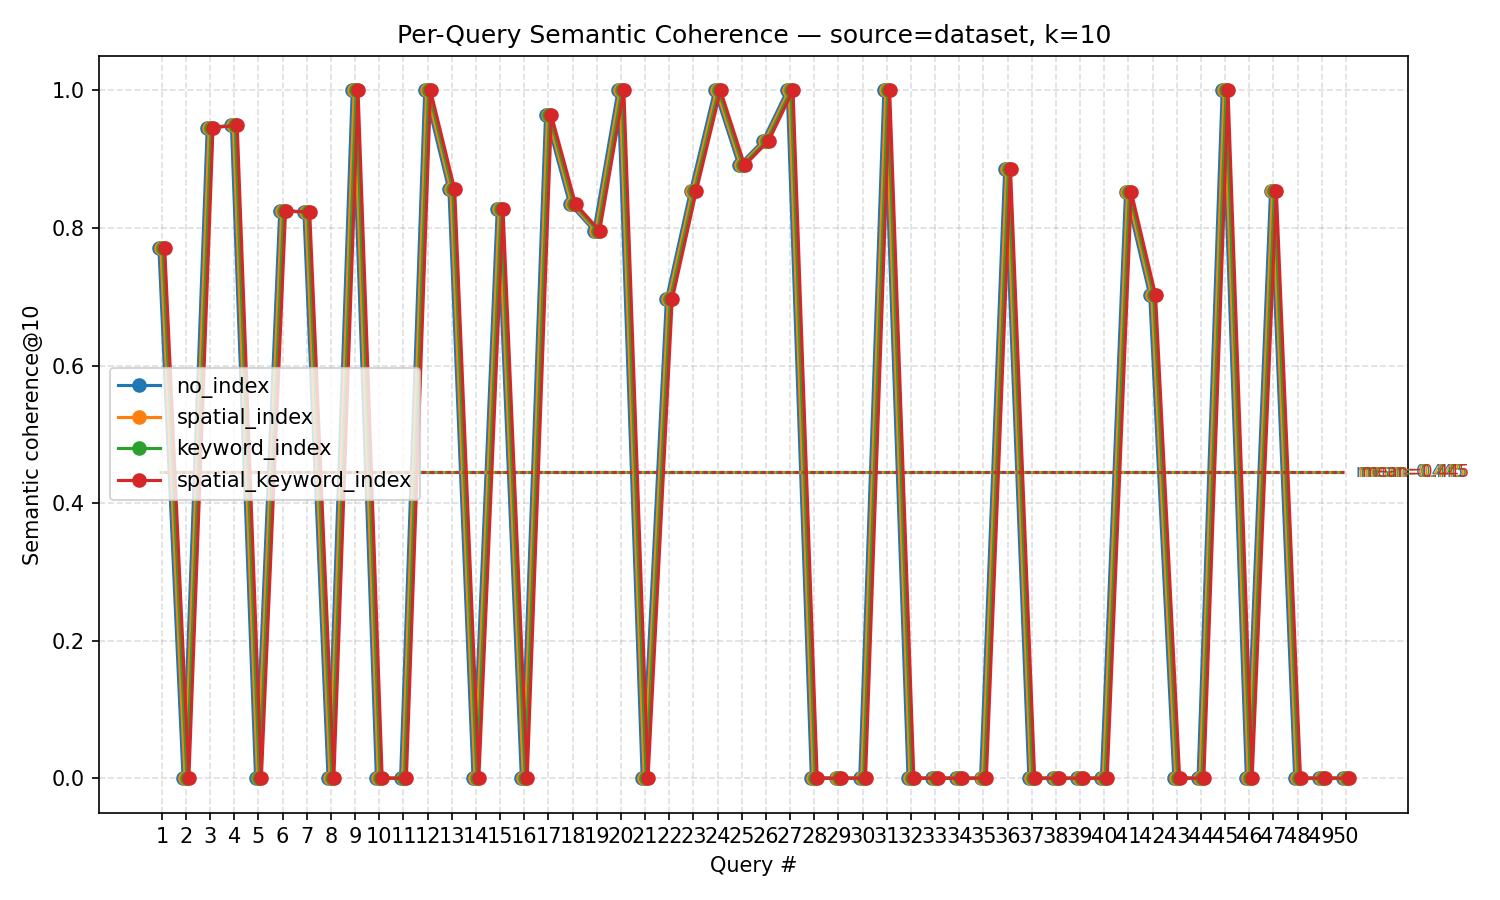 Per-Query Semantic Coherence — source=dataset, k=10
Semantic coherence@10
1.0
0.8
0.6
0.4
0.2
0.0
no_index
spatial_index
keyword_index
spatial_keyword_index
mean=0.445
1 2 3 4 5 6 7 8 9 10 11 12 13 14 15 16 17 18 19 20 21 22 23 24 25 26 27 28 29 30 31 32 33 34 35 36 37 38 39 40 41 42 43 44 45 46 47 48 49 50
Query #